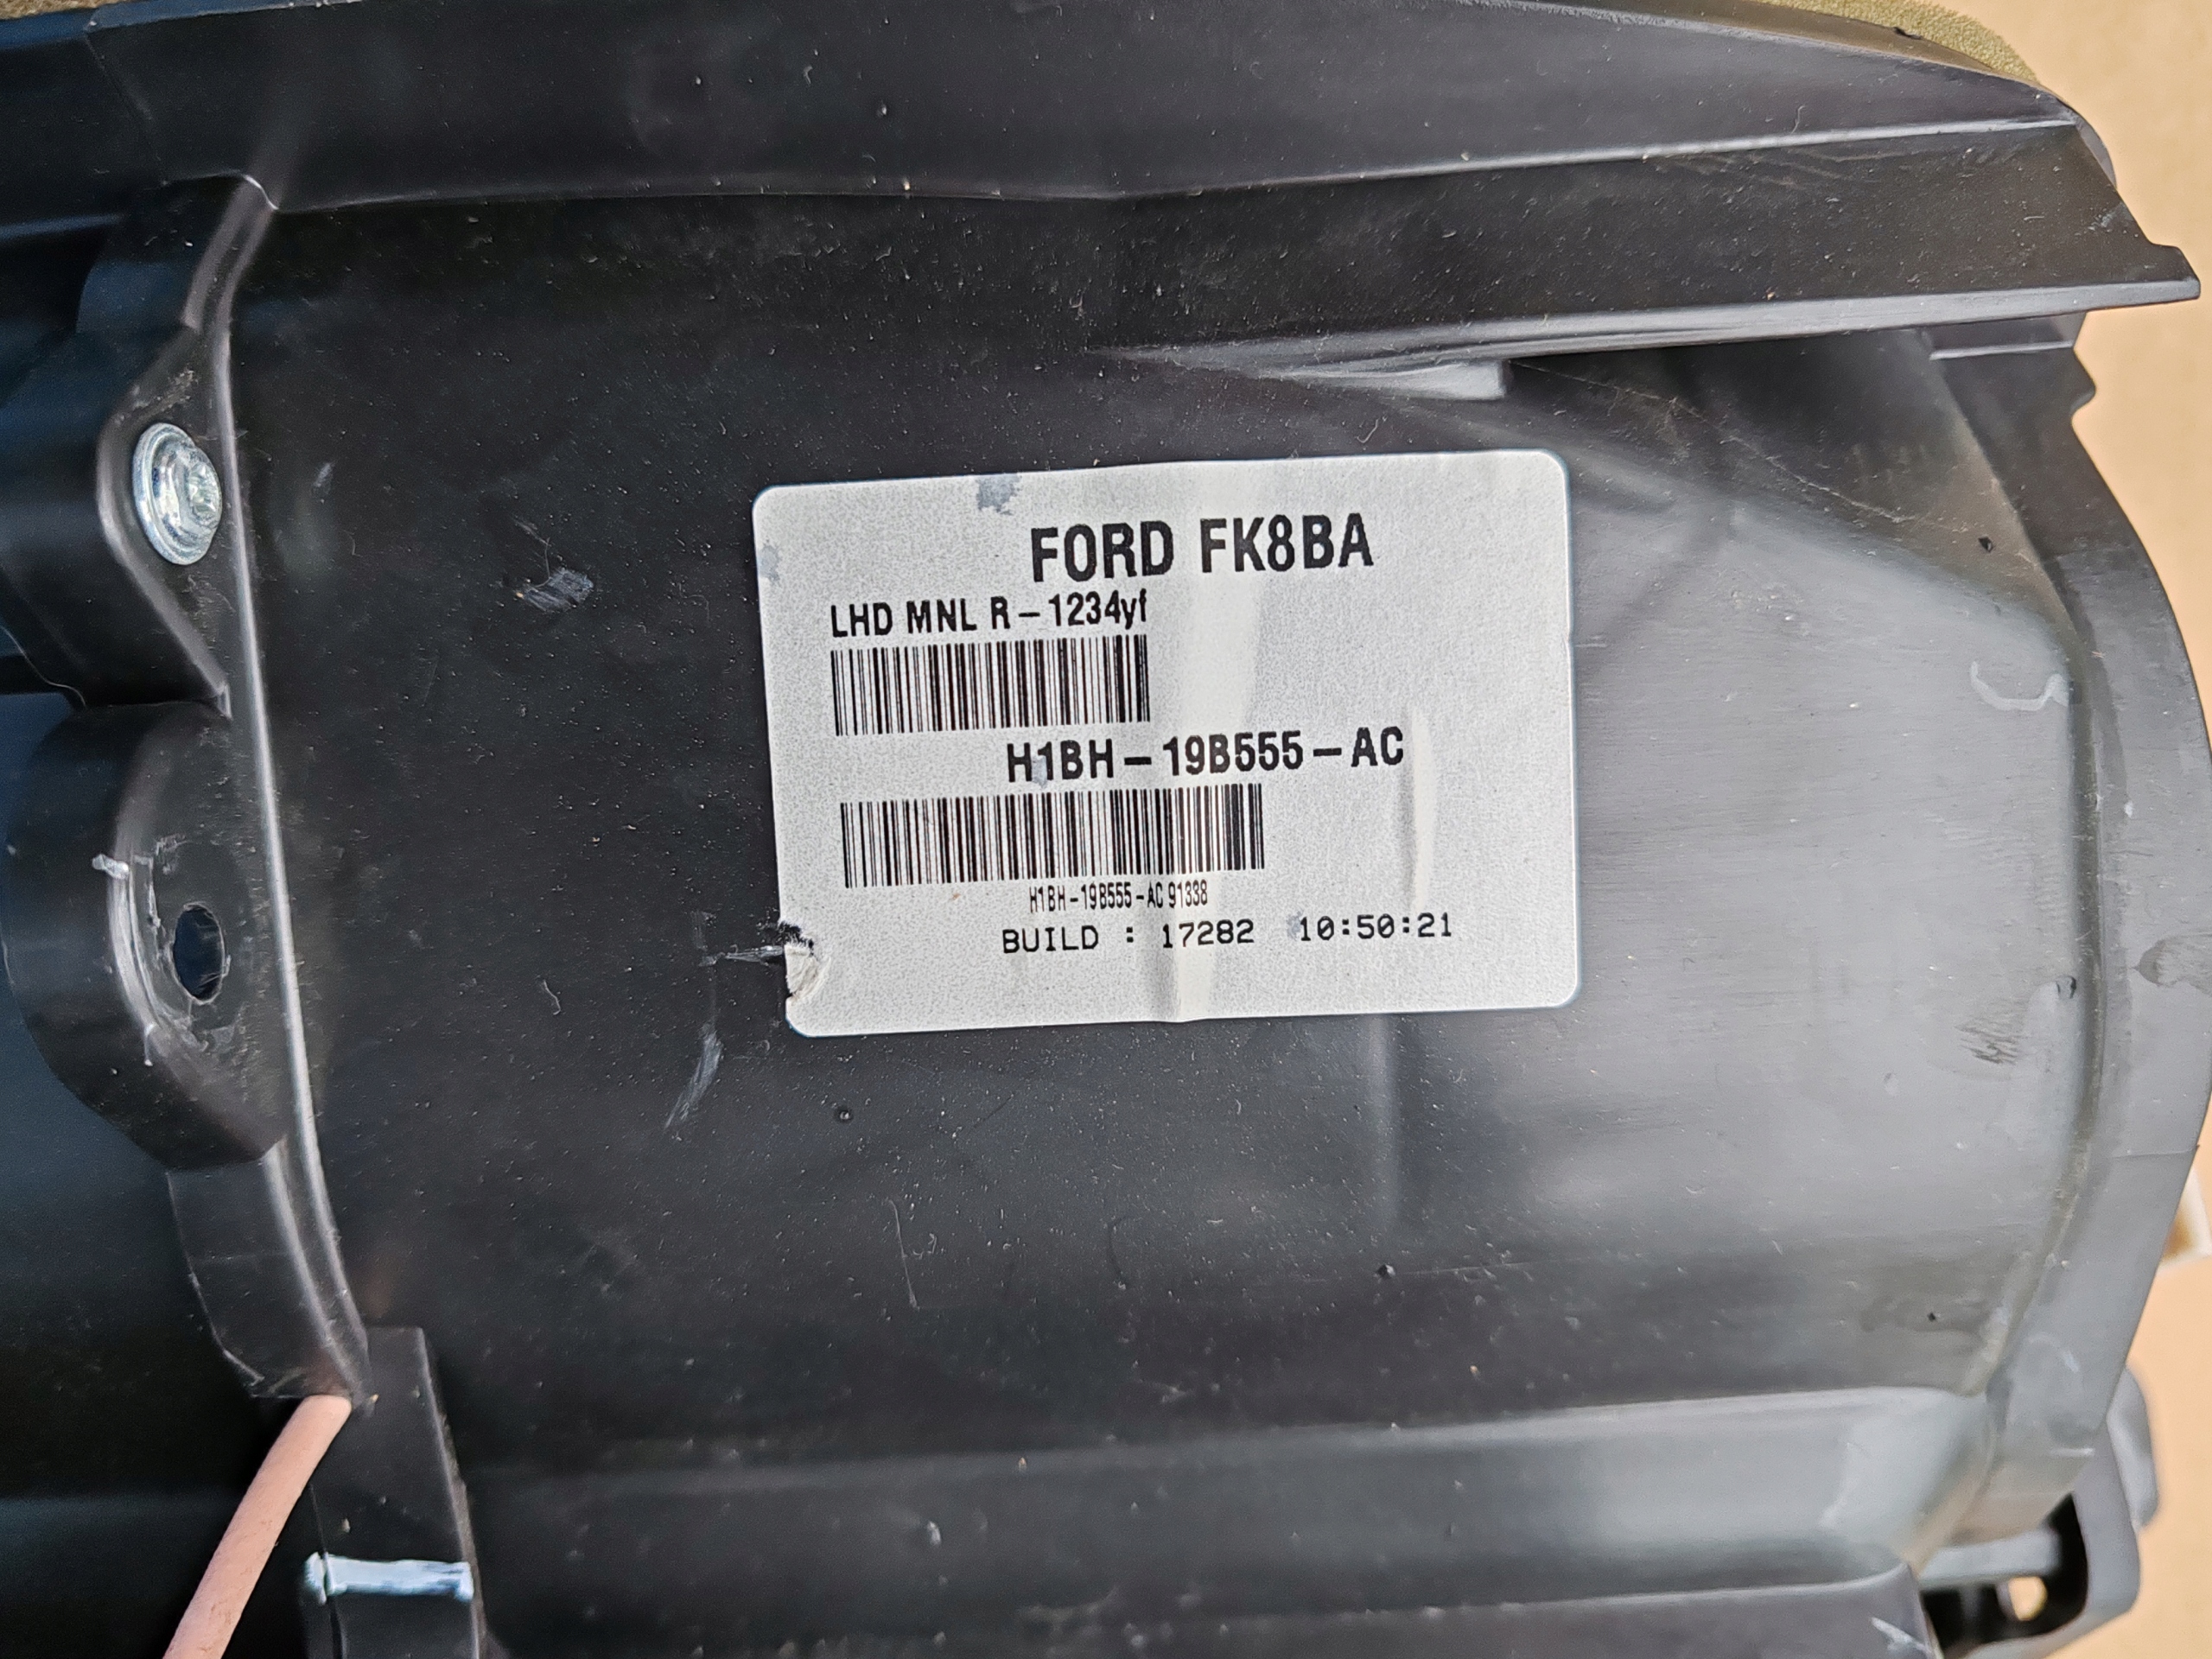 FORD FK8BA
LHD MNL R-1234yf
H1BH-19B555-AC
H1BH-19B555-AC 91338
BUILD : 17282 10:50:21